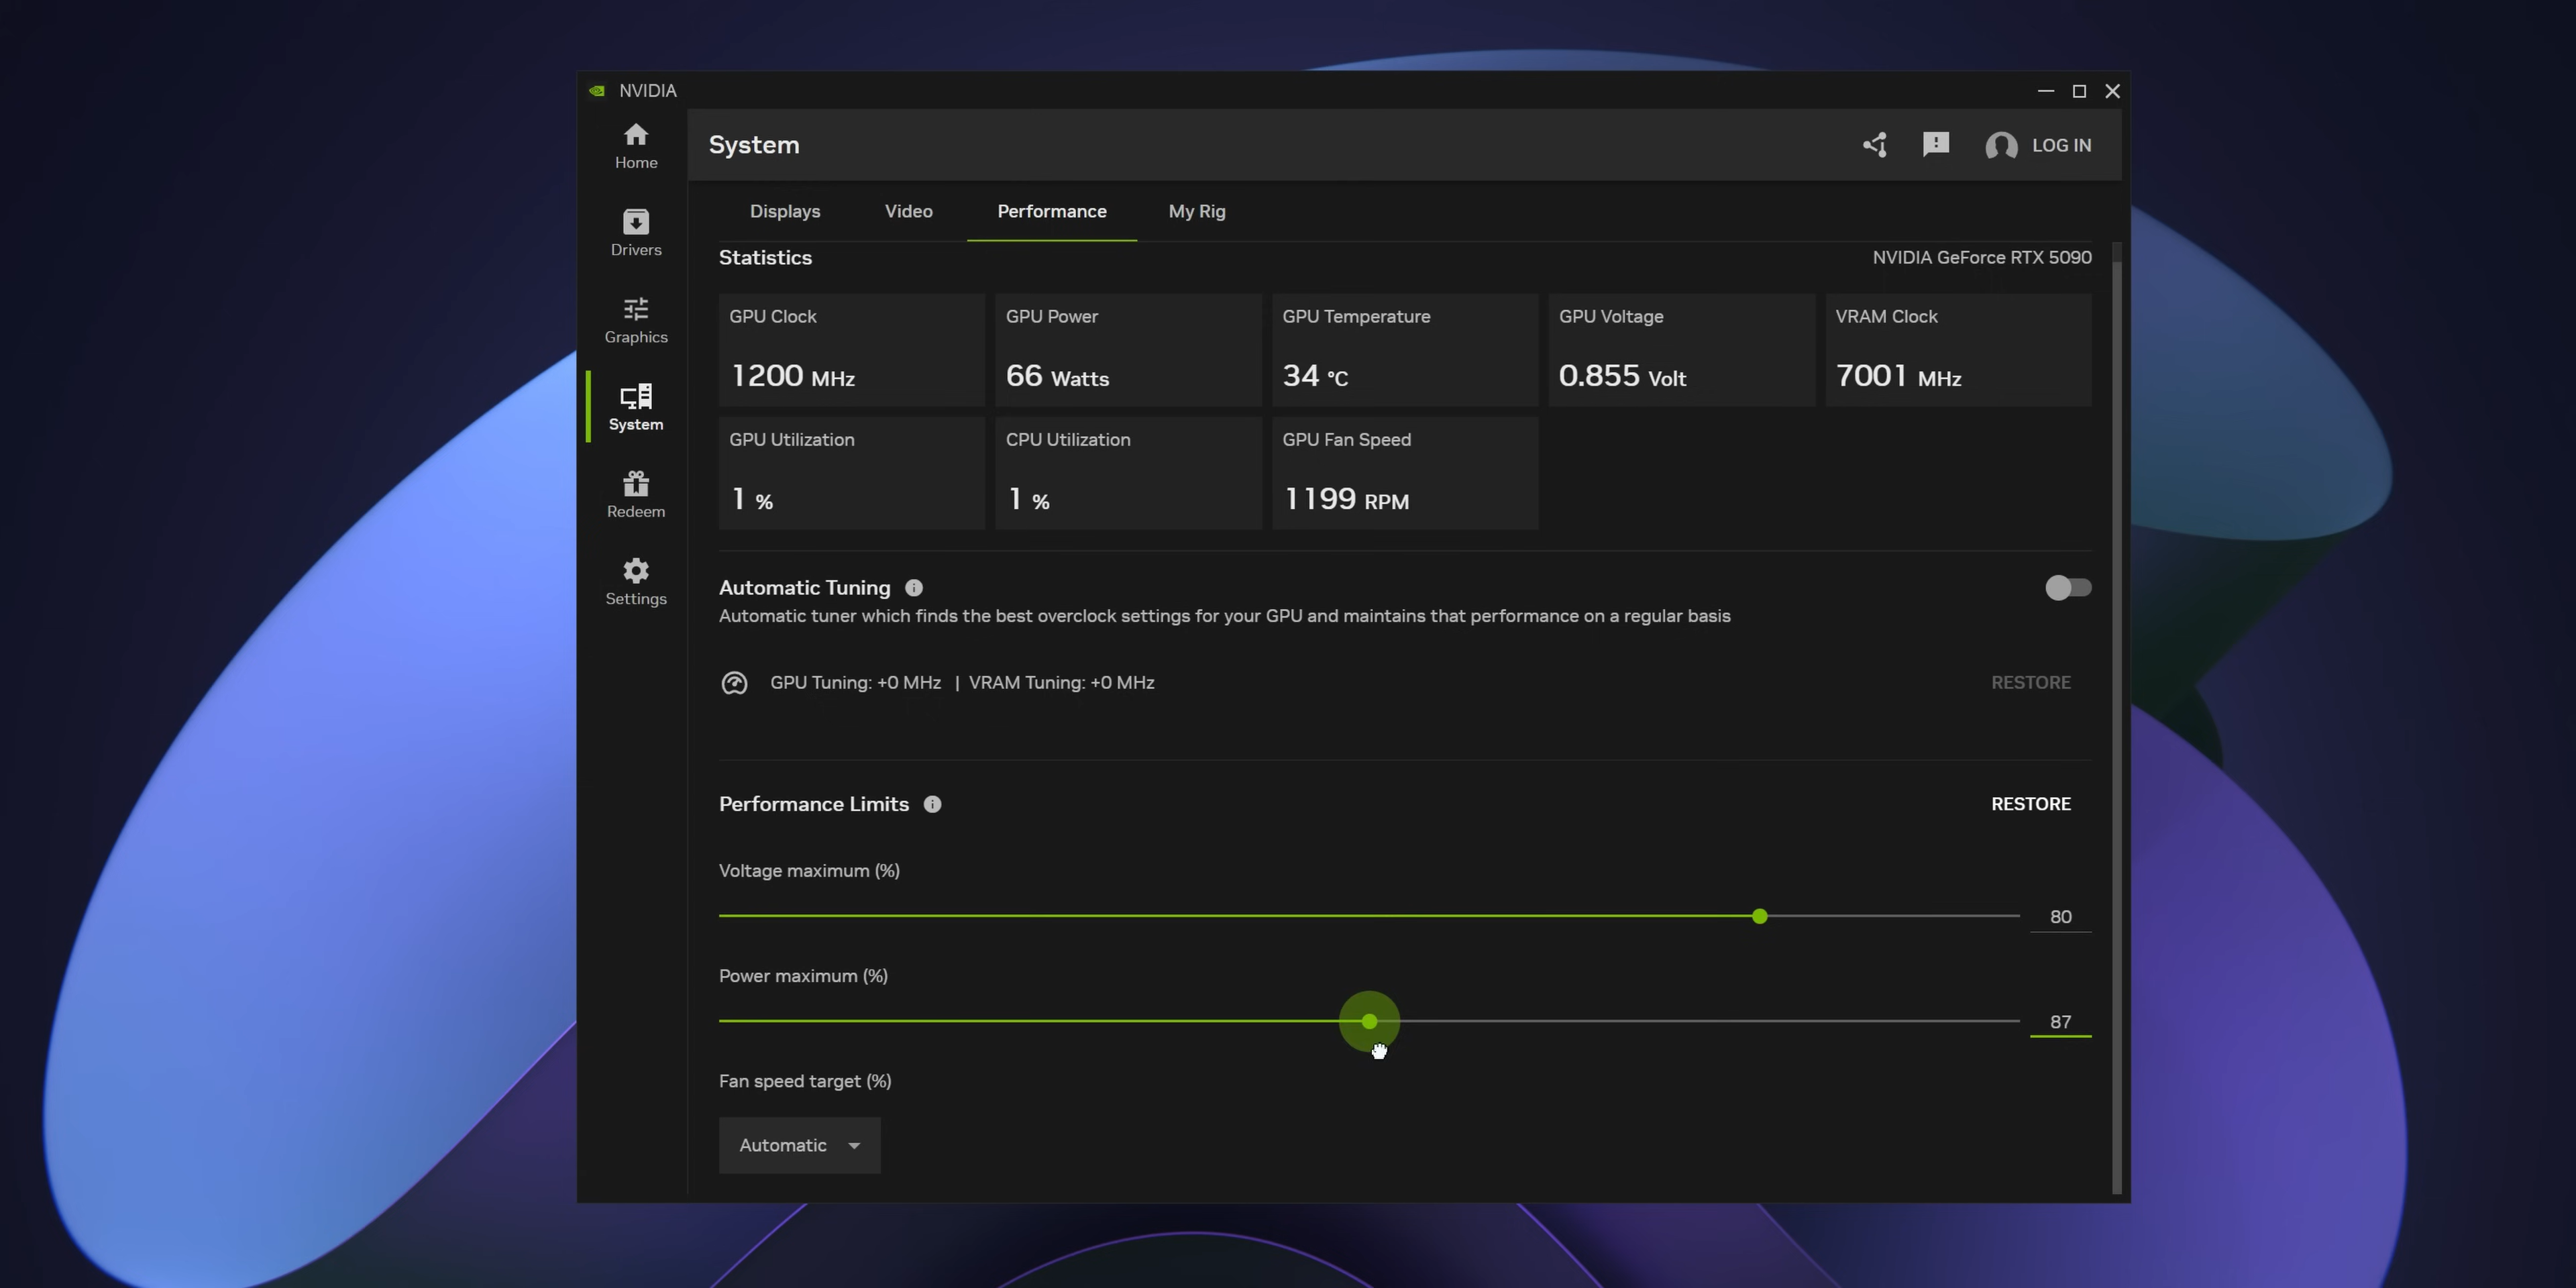 NVIDIA
System
LOG IN
Home
Drivers
Graphics
System
Redeem
Settings
Displays
Video
Performance
My Rig
Statistics
NVIDIA GeForce RTX 5090
GPU Clock
1200 MHz
GPU Power
66 Watts
GPU Temperature
34 °C
GPU Voltage
0.855 Volt
VRAM Clock
7001 MHz
GPU Utilization
1 %
CPU Utilization
1 %
GPU Fan Speed
1199 RPM
Automatic Tuning
Automatic tuner which finds the best overclock settings for your GPU and maintains that performance on a regular basis
GPU Tuning: +0 MHz | VRAM Tuning: +0 MHz
RESTORE
Performance Limits
RESTORE
Voltage maximum (%)
80
Power maximum (%)
87
Fan speed target (%)
Automatic